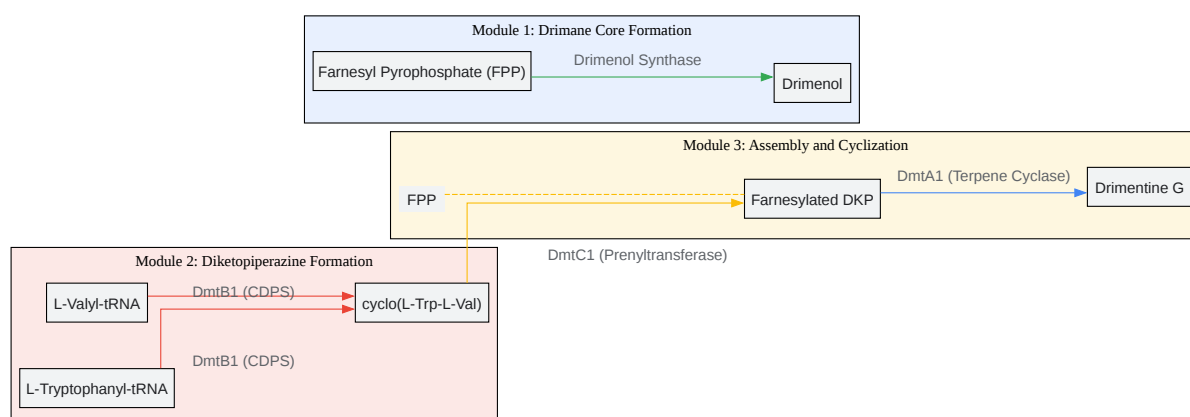 Module 1: Drimane Core Formation
Farnesyl Pyrophosphate (FPP)
Drimenol Synthase
Drimenol
Module 3: Assembly and Cyclization
FPP
Farnesylated DKP
DmtA1 (Terpene Cyclase)
Drimentine G
DmtC1 (Prenyltransferase)
Module 2: Diketopiperazine Formation
L-Valyl-tRNA
DmtB1 (CDPS)
cyclo(L-Trp-L-Val)
DmtB1 (CDPS)
L-Tryptophanyl-tRNA